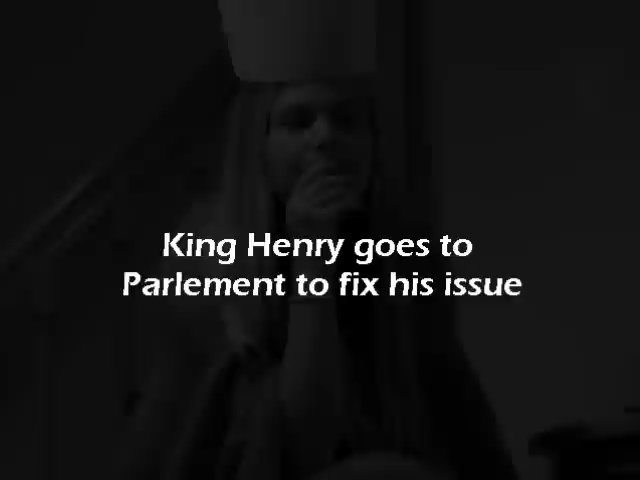 King Henry goes to
Parlement to fix his issue